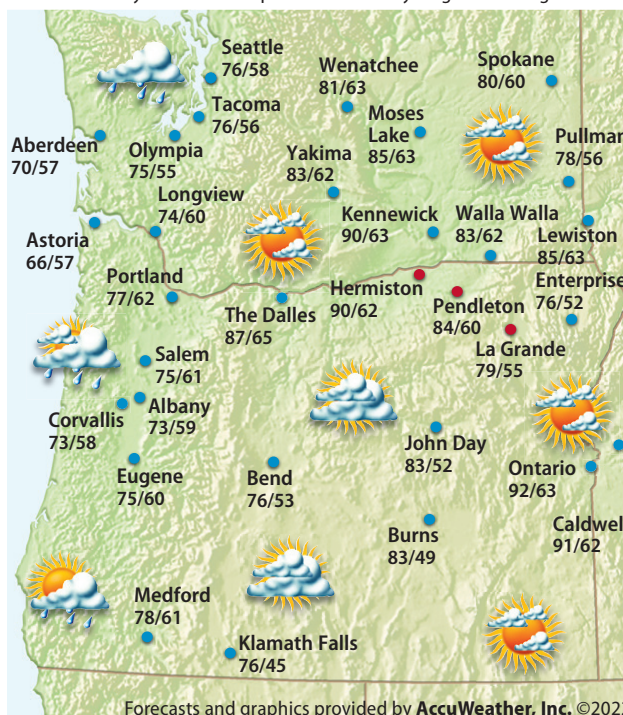 Seattle
76/58
Wenatchee
81/63
Spokane
80/60
Tacoma
76/56
Moses
Lake
85/63
Aberdeen
70/57
Olympia
75/55
Yakima
83/62
Pullman
78/56
Longview
74/60
Kennewick
90/63
Walla Walla
83/62
Lewiston
85/63
Astoria
66/57
Portland
77/62
The Dalles
87/65
Hermiston
90/62
Pendleton
84/60
Enterprise
76/52
La Grande
79/55
Salem
75/61
Corvallis
73/58
Albany
73/59
John Day
83/52
Ontario
92/63
Eugene
75/60
Bend
76/53
Burns
83/49
Caldwel
91/62
Medford
78/61
Klamath Falls
76/45
Forecasts and graphics provided by AccuWeather, Inc. ©202